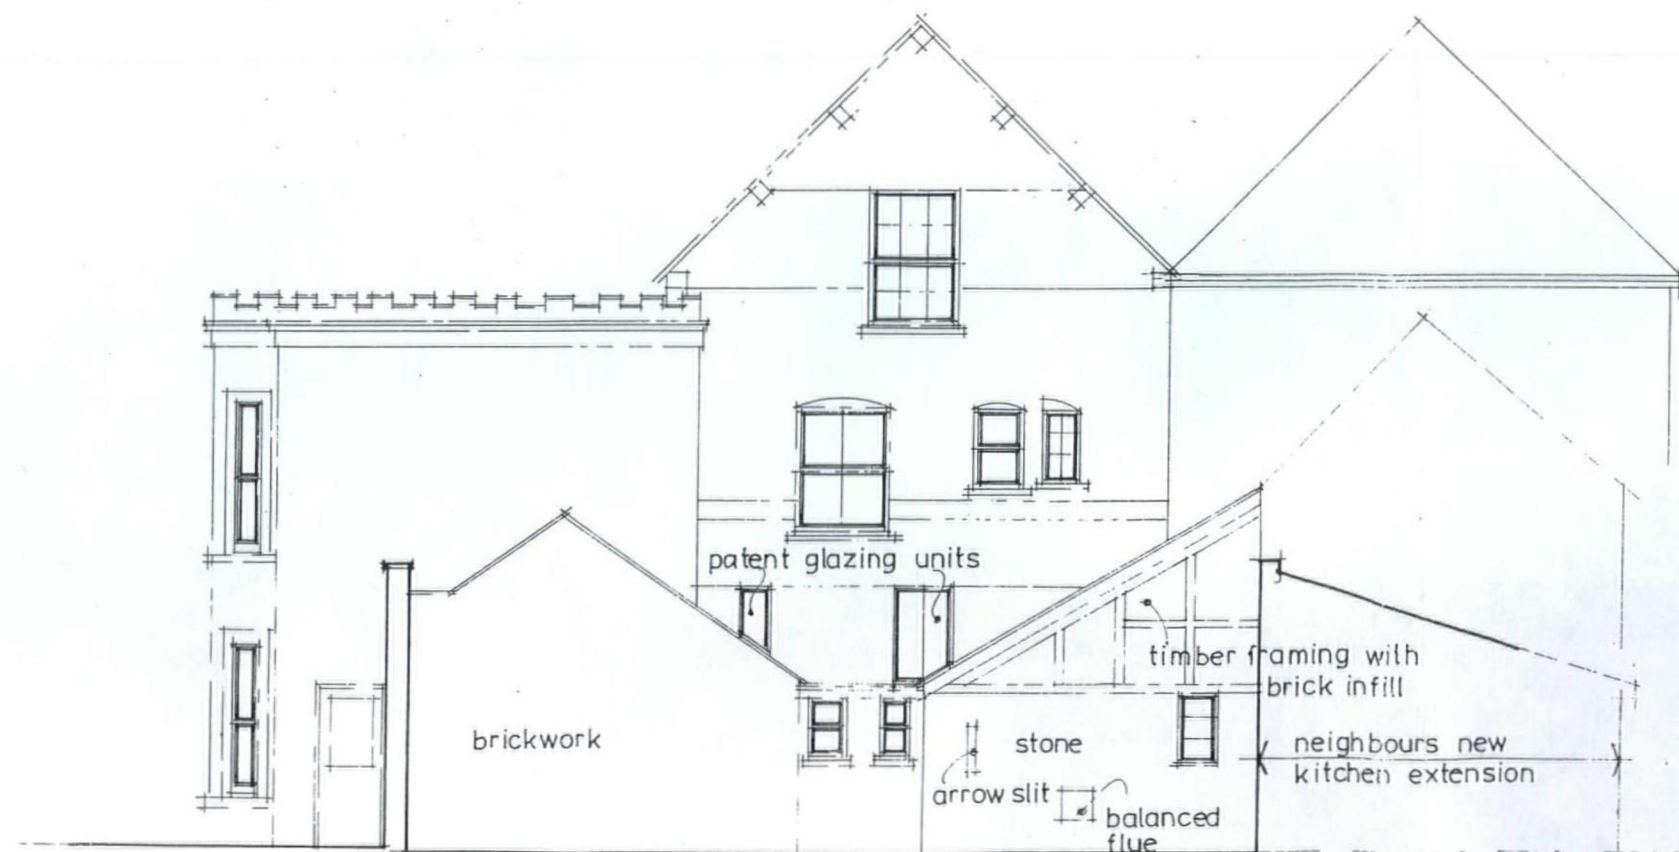 patent glazing units
timber framing with
brick infill
brickwork
stone
neighbours new
kitchen extension
arrow slit
balanced
flue